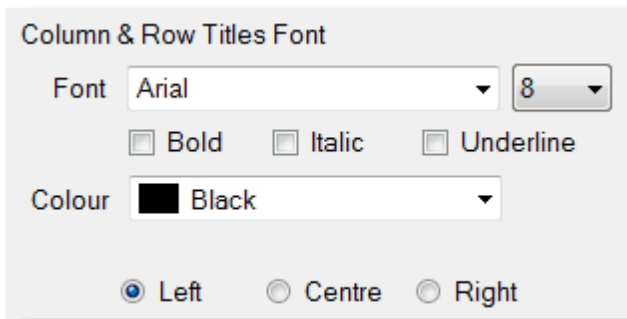 Column & Row Titles Font
Font Arial 8
Bold Italic Underline
Colour Black
Left Centre Right